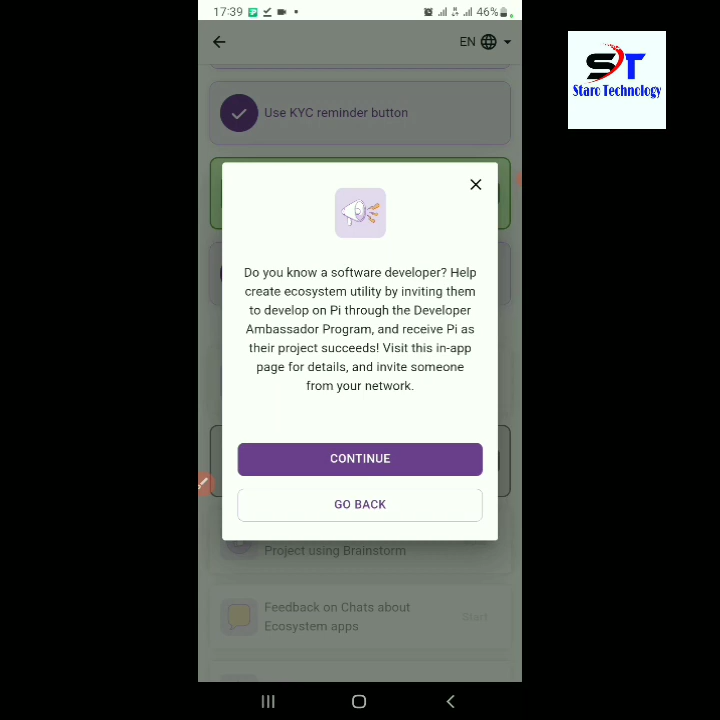 17:39
46%
EN
Use KYC reminder button
Do you know a software developer? Help
create ecosystem utility by inviting them
to develop on Pi through the Developer
Ambassador Program, and receive Pi as
their project succeeds! Visit this in-app
page for details, and invite someone
from your network.
CONTINUE
GO BACK
Project using Brainstorm
Feedback on Chats about
Ecosystem apps
Start
ST
Starc Technology